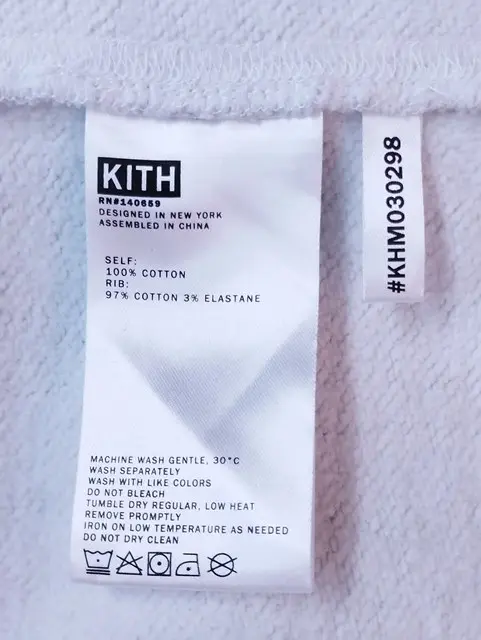 KITH
RN#140659
DESIGNED IN NEW YORK
ASSEMBLED IN CHINA
SELF:
100% COTTON
RIB:
97% COTTON 3% ELASTANE
MACHINE WASH GENTLE, 30°C
WASH SEPARATELY
WASH WITH LIKE COLORS
DO NOT BLEACH
TUMBLE DRY REGULAR, LOW HEAT
REMOVE PROMPTLY
IRON ON LOW TEMPERATURE AS NEEDED
DO NOT DRY CLEAN
#KHM030298